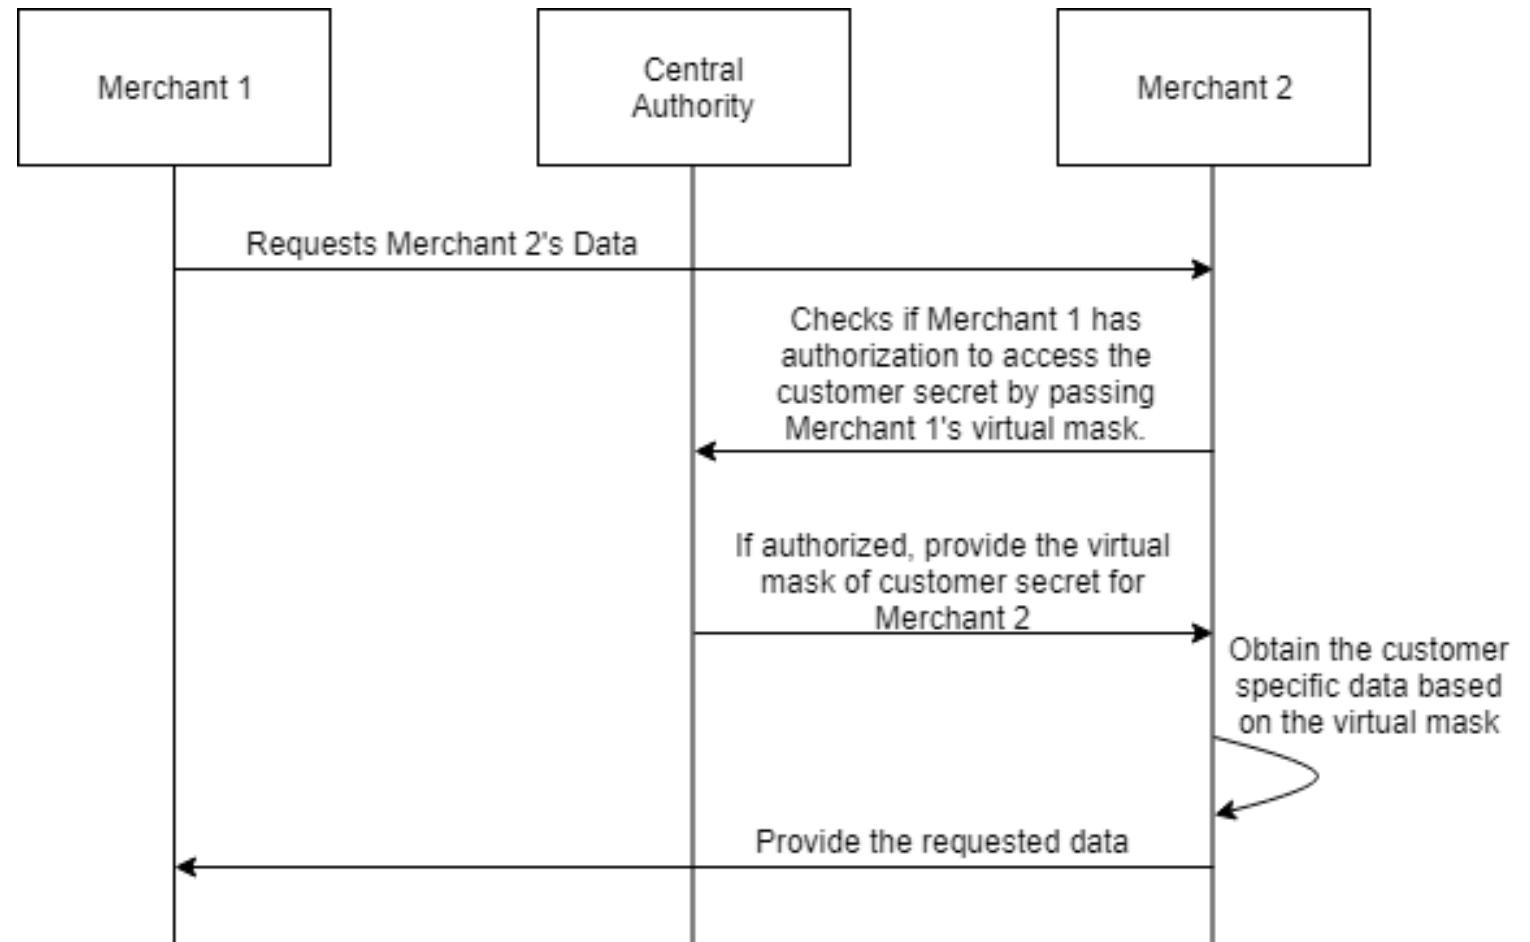 Merchant 1
Central
Authority
Merchant 2
Requests Merchant 2's Data
Checks if Merchant 1 has
authorization to access the
customer secret by passing
Merchant 1's virtual mask.
If authorized, provide the virtual
mask of customer secret for
Merchant 2
Obtain the customer
specific data based
on the virtual mask
Provide the requested data